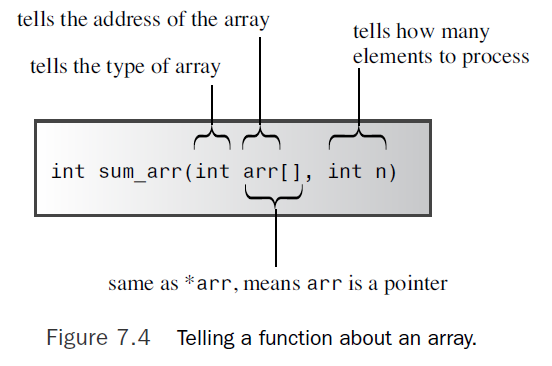 tells the address of the array
tells how many
elements to process
tells the type of array
int sum_arr(int arr[], int n)
same as *arr, means arr is a pointer
Figure 7.4 Telling a function about an array.